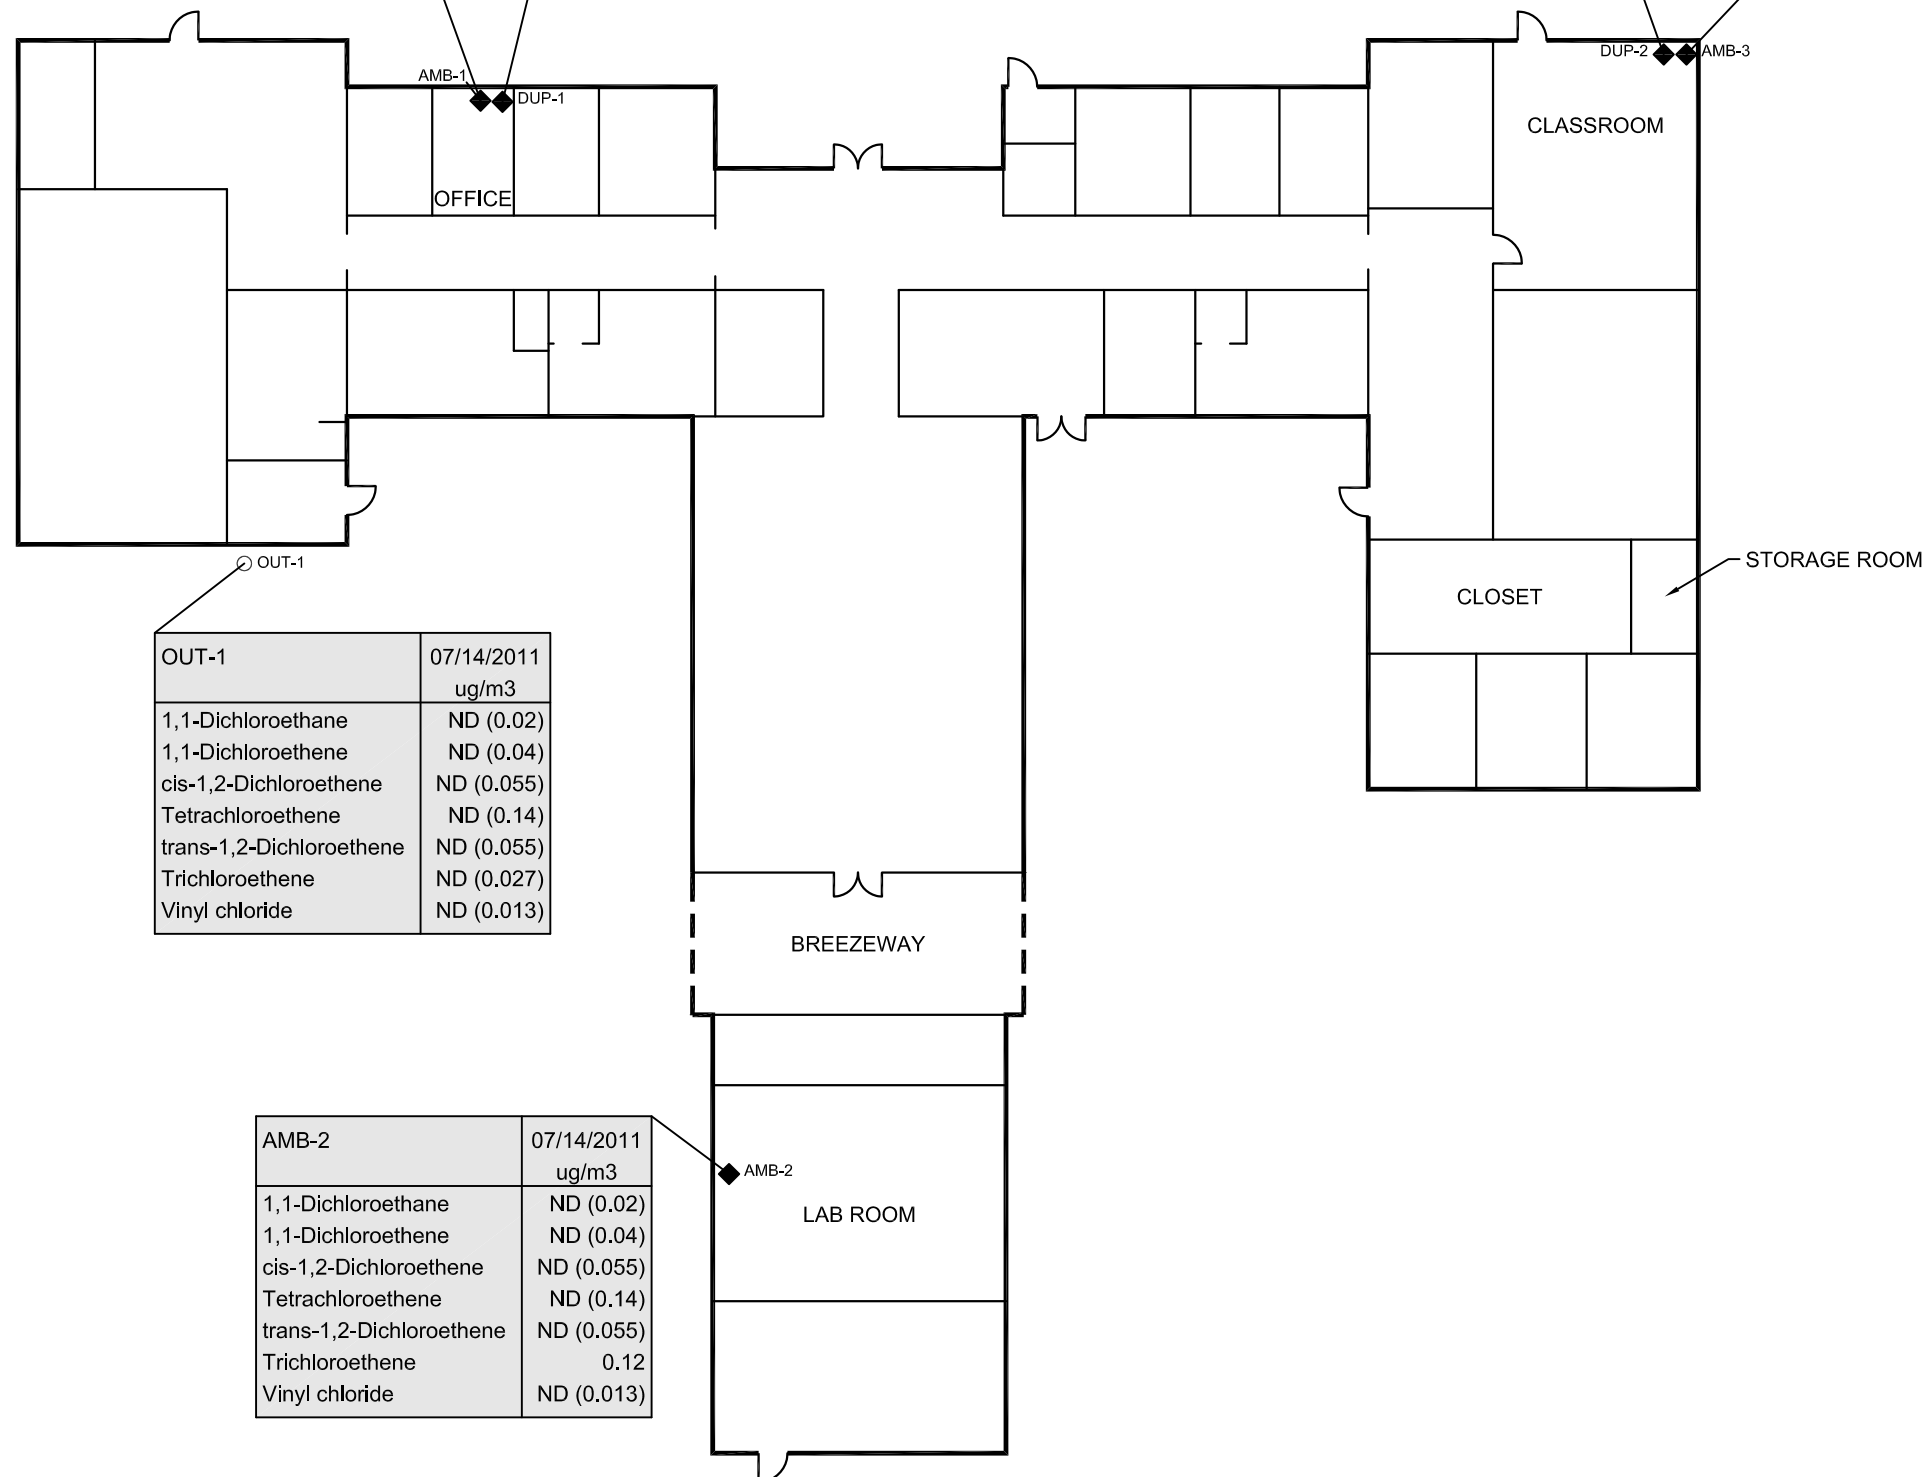 DUP-2
AMB-3
AMB-1
DUP-1
CLASSROOM
OFFICE
OUT-1
STORAGE ROOM
CLOSET
OUT-1 07/14/2011
ug/m3
1,1-Dichloroethane ND (0.02)
1,1-Dichloroethene ND (0.04)
cis-1,2-Dichloroethene ND (0.055)
Tetrachloroethene ND (0.14)
trans-1,2-Dichloroethene ND (0.055)
Trichloroethene ND (0.027)
Vinyl chloride ND (0.013)
BREEZEWAY
AMB-2 07/14/2011
ug/m3
1,1-Dichloroethane ND (0.02)
1,1-Dichloroethene ND (0.04)
cis-1,2-Dichloroethene ND (0.055)
Tetrachloroethene ND (0.14)
trans-1,2-Dichloroethene ND (0.055)
Trichloroethene 0.12
Vinyl chloride ND (0.013)
AMB-2
LAB ROOM